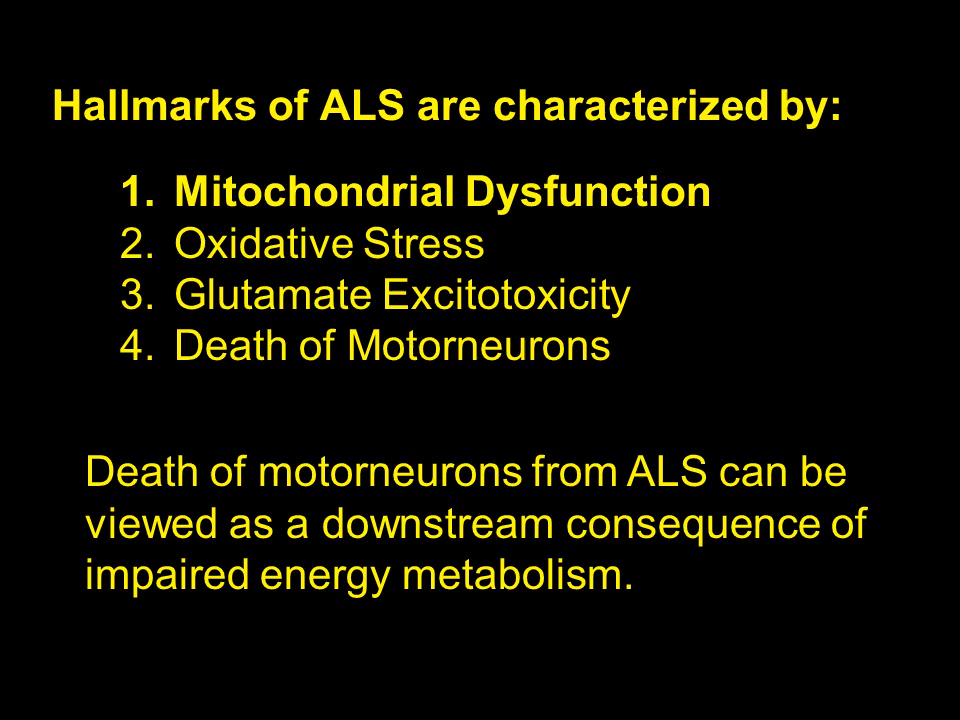 Hallmarks of ALS are characterized by:
1. Mitochondrial Dysfunction
2. Oxidative Stress
3. Glutamate Excitotoxicity
4. Death of Motorneurons
Death of motorneurons from ALS can be
viewed as a downstream consequence of
impaired energy metabolism.